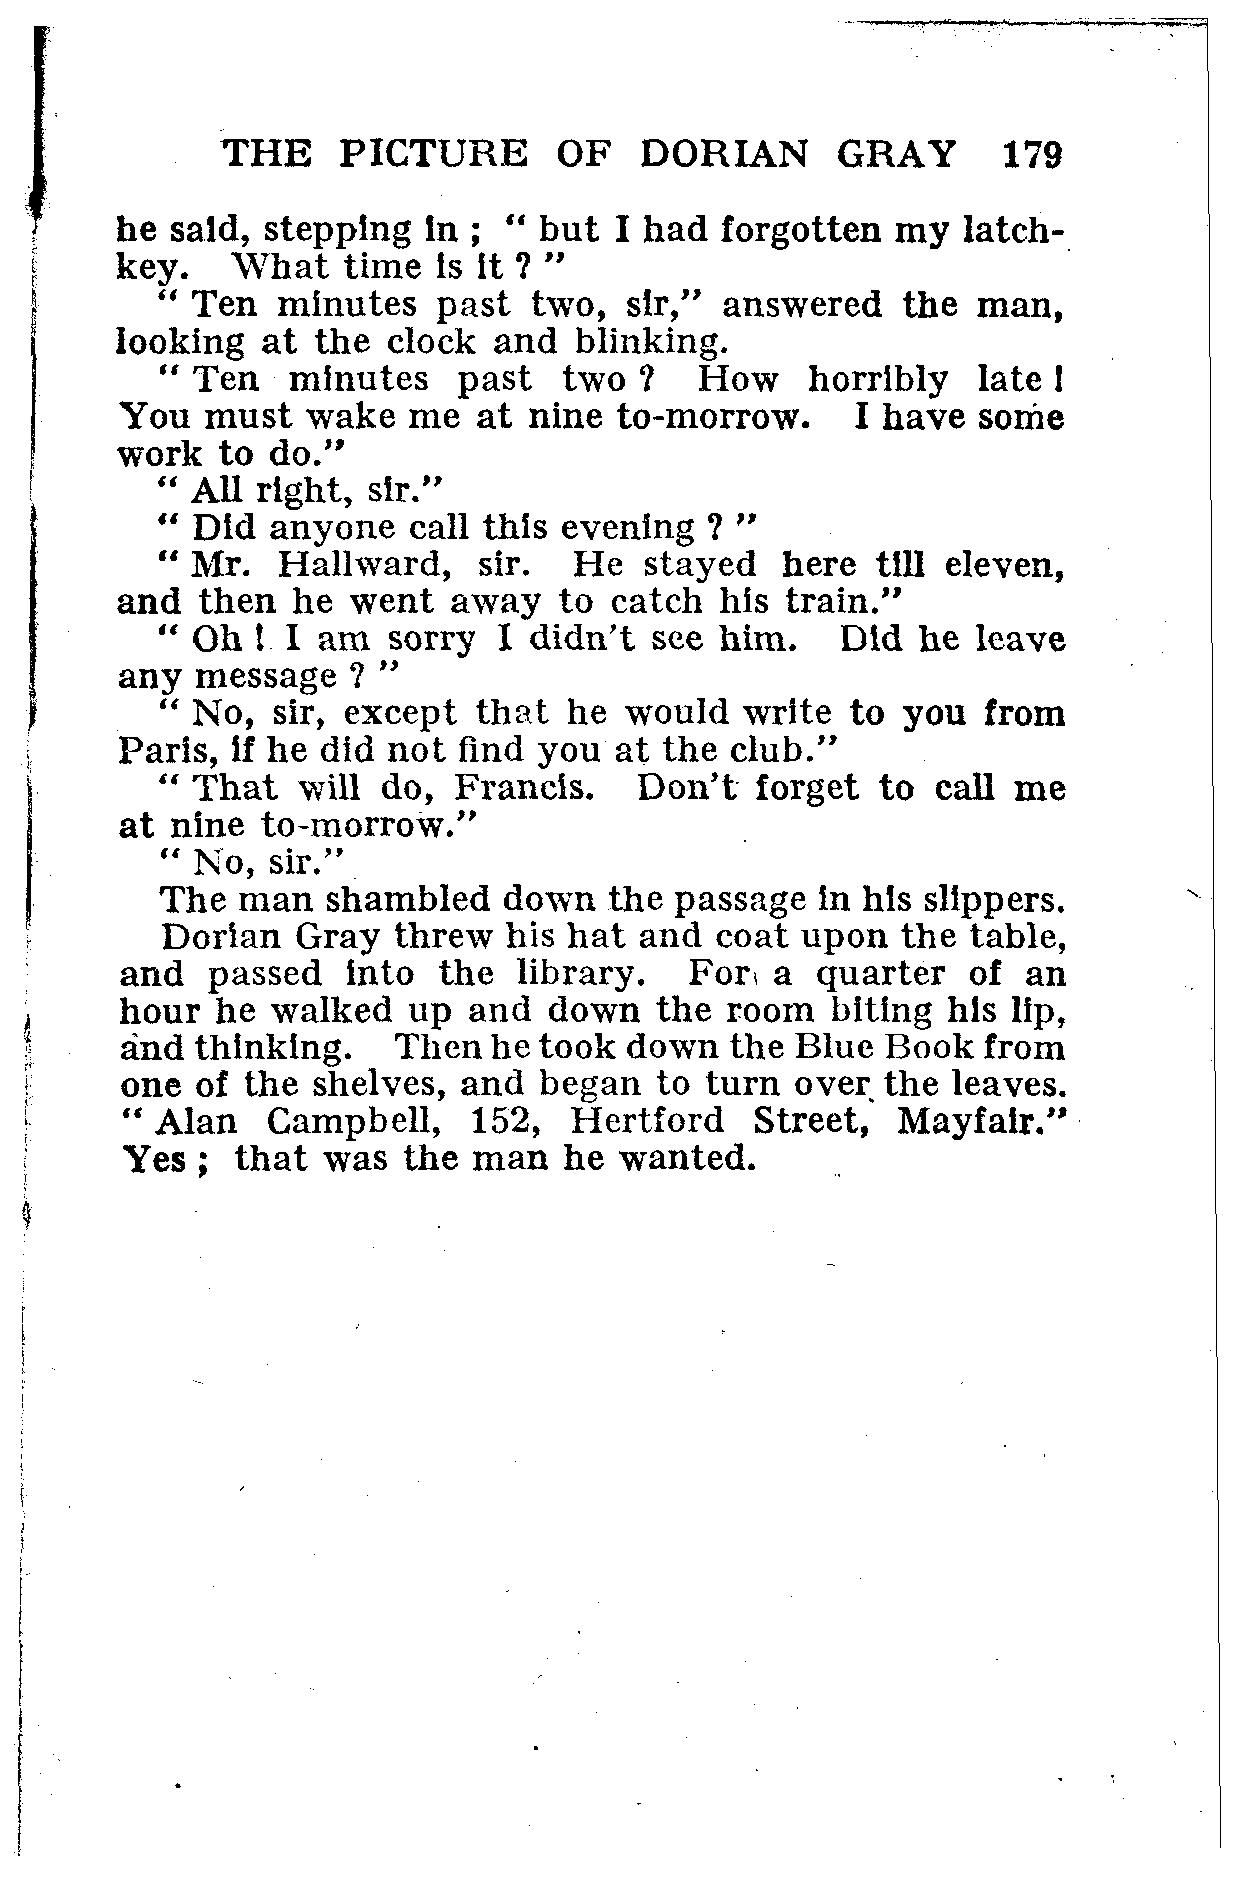 THE PICTURE OF DORIAN GRAY 179
he said, stepping in ; " but I had forgotten my latch-
key. What time is it ? "
" Ten minutes past two, sir," answered the man,
looking at the clock and blinking.
" Ten minutes past two ? How horribly late !
You must wake me at nine to-morrow. I have some
work to do."
" All right, sir."
" Did anyone call this evening ? "
" Mr. Hallward, sir. He stayed here till eleven,
and then he went away to catch his train."
" Oh ! I am sorry I didn't see him. Did he leave
any message ? "
" No, sir, except that he would write to you from
Paris, if he did not find you at the club."
" That will do, Francis. Don't forget to call me
at nine to-morrow."
" No, sir."
The man shambled down the passage in his slippers.
Dorian Gray threw his hat and coat upon the table,
and passed into the library. For a quarter of an
hour he walked up and down the room biting his lip,
and thinking. Then he took down the Blue Book from
one of the shelves, and began to turn over the leaves.
" Alan Campbell, 152, Hertford Street, Mayfair."
Yes ; that was the man he wanted.